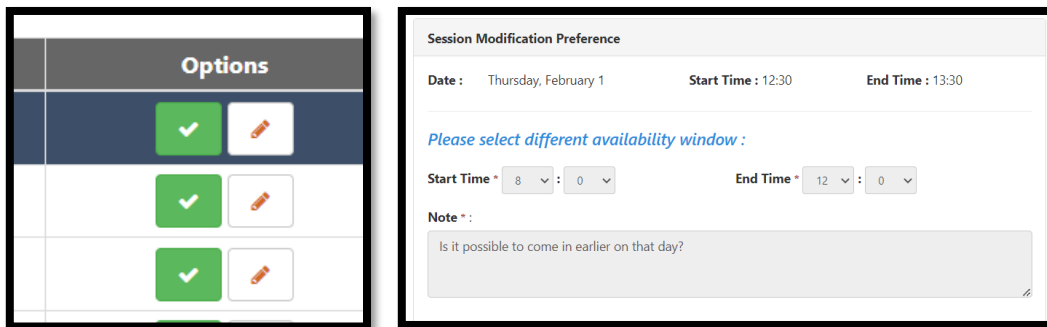 Options
Session Modification Preference
Date : Thursday, February 1 Start Time : 12:30 End Time : 13:30
Please select different availability window :
Start Time * 8 : 0 End Time * 12 : 0
Note * :
Is it possible to come in earlier on that day?